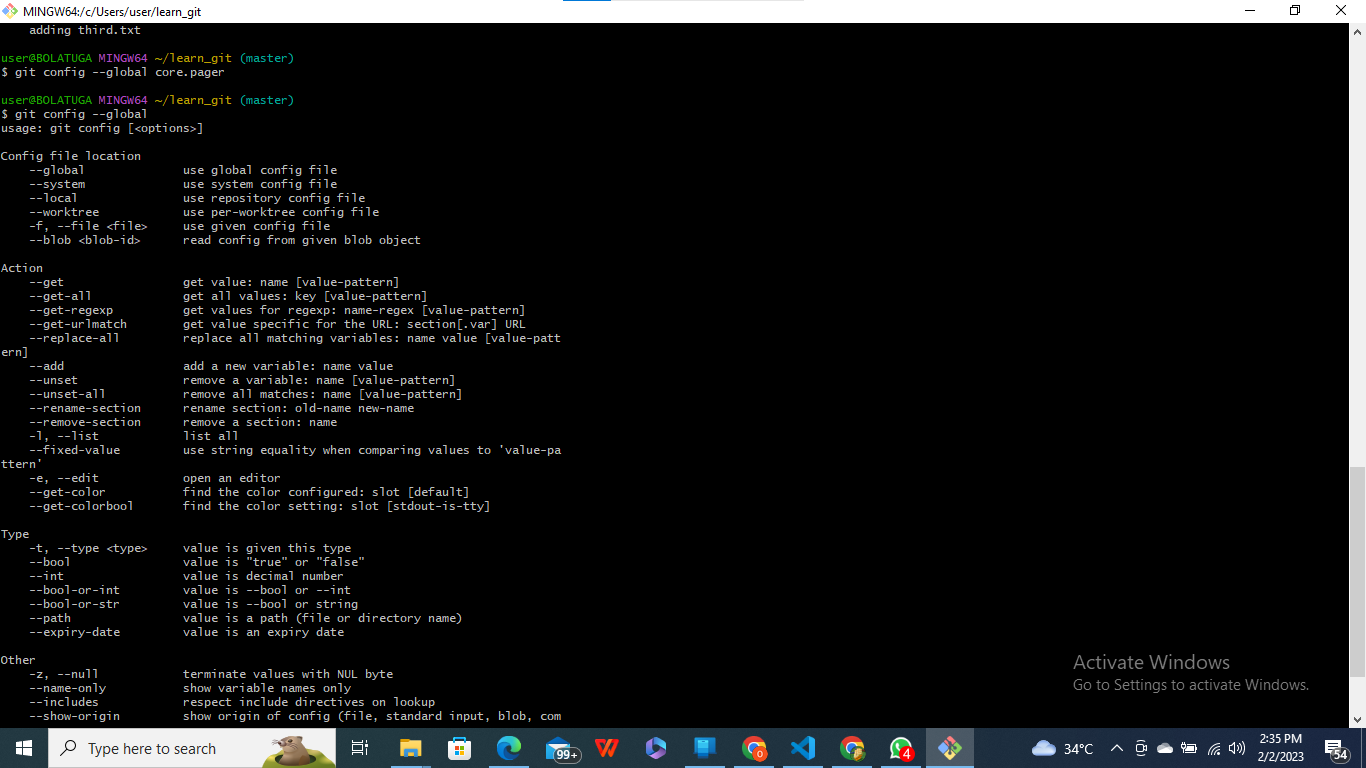 MINGW64:/c/Users/user/learn_git
adding third.txt
user@BOLATUGA MINGW64 ~/learn_git (master)
$ git config --global core.pager
user@BOLATUGA MINGW64 ~/learn_git (master)
$ git config --global
usage: git config [<options>]
Config file location
--global use global config file
--system use system config file
--local use repository config file
--worktree use per-worktree config file
-f, --file <file> use given config file
--blob <blob-id> read config from given blob object
Action
--get get value: name [value-pattern]
--get-all get all values: key [value-pattern]
--get-regexp get values for regexp: name-regex [value-pattern]
--get-urlmatch get value specific for the URL: section[.var] URL
--replace-all replace all matching variables: name value [value-patt
ern]
--add add a new variable: name value
--unset remove a variable: name [value-pattern]
--unset-all remove all matches: name [value-pattern]
--rename-section rename section: old-name new-name
--remove-section remove a section: name
-l, --list list all
--fixed-value use string equality when comparing values to 'value-pa
ttern'
-e, --edit open an editor
--get-color find the color configured: slot [default]
--get-colorbool find the color setting: slot [stdout-is-tty]
Type
-t, --type <type> value is given this type
--bool value is "true" or "false"
--int value is decimal number
--bool-or-int value is --bool or --int
--bool-or-str value is --bool or string
--path value is a path (file or directory name)
--expiry-date value is an expiry date
Other
-z, --null terminate values with NUL byte
--name-only show variable names only
--includes respect include directives on lookup
--show-origin show origin of config (file, standard input, blob, com
Activate Windows
Go to Settings to activate Windows.
Type here to search
99+
0
4
34°C
2:35 PM
2/2/2023
54